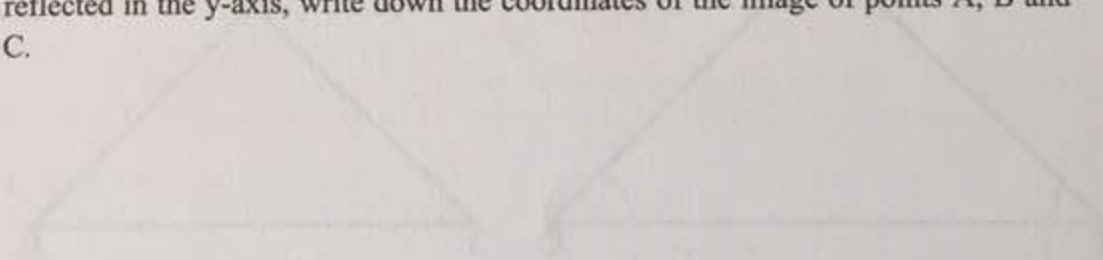 reflected in the y-axis, write down the coordinates of the image of points A, B and
C.